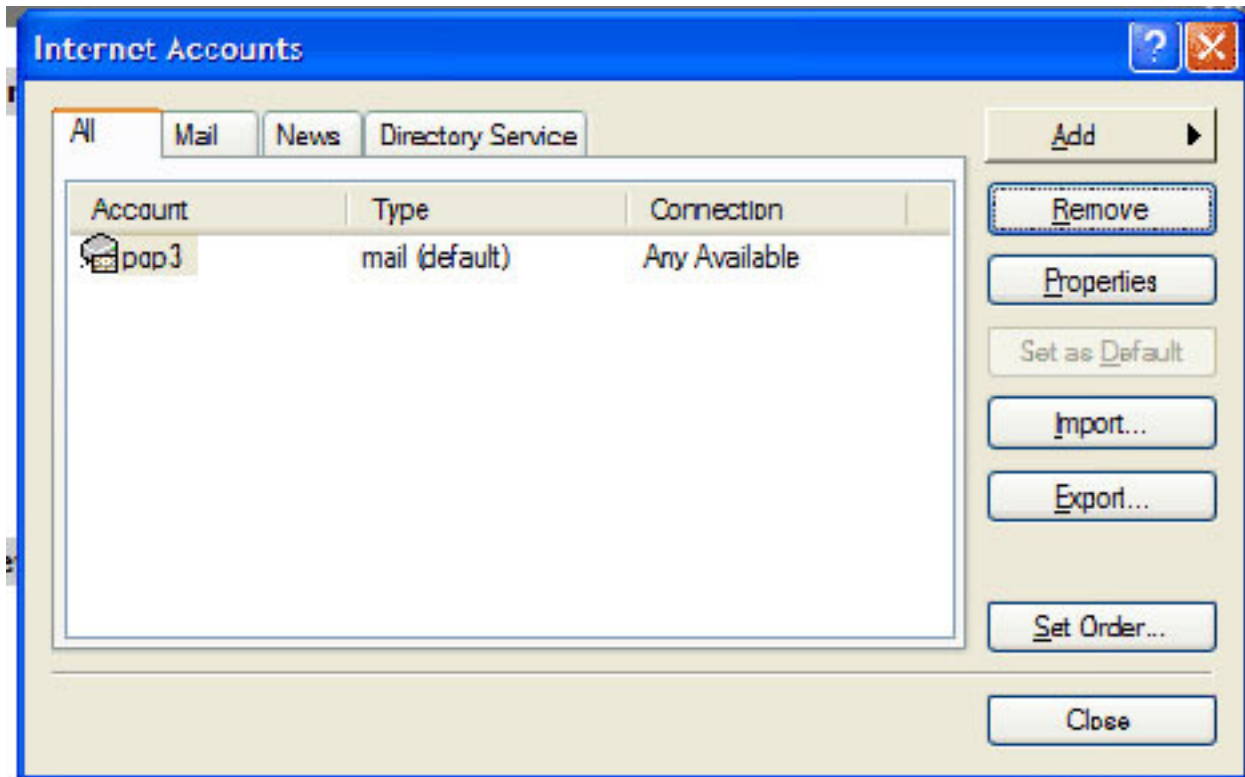 Internet Accounts
All Mail News Directory Service
Add
Account Type Connection
Remove
pop3 mail (default) Any Available
Properties
Set as Default
Import...
Export...
Set Order...
Close